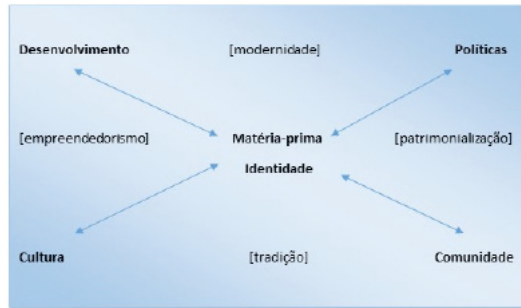 Desenvolvimento [modernidade] Políticas
[empreendedorismo] Matéria-prima [patrimonialização]
Identidade
Cultura [tradição] Comunidade